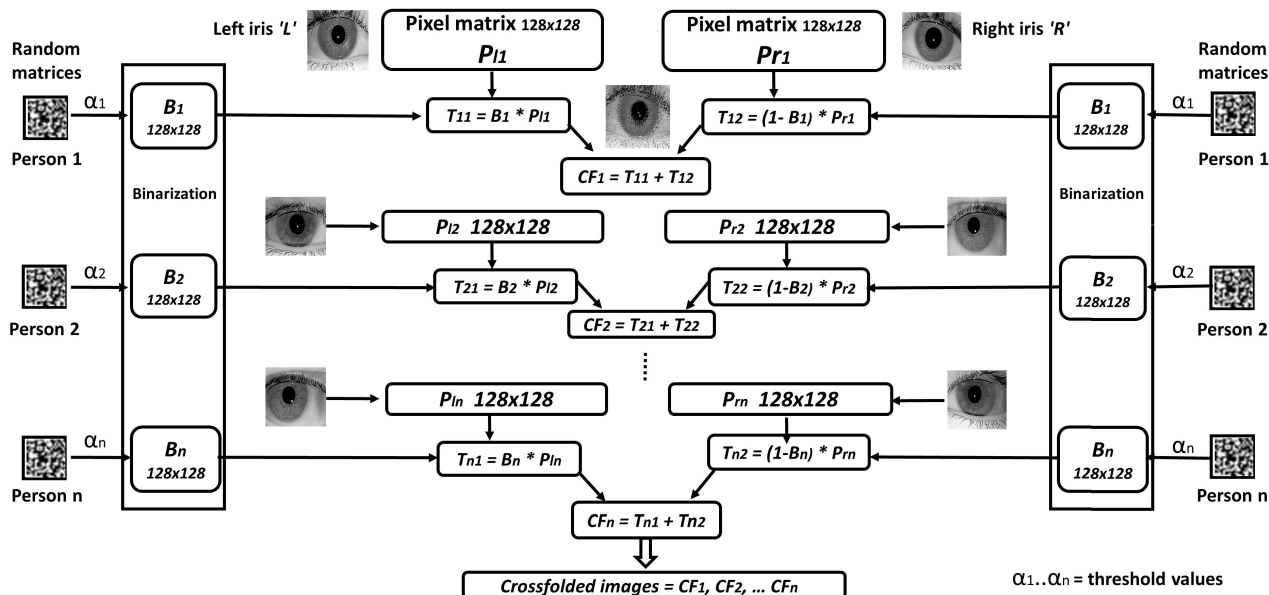 Left iris 'L'
Pixel matrix 128x128
Pl1
Pixel matrix 128x128
Pr1
Right iris 'R'
Random
matrices
Random
matrices
α1
B1
128x128
T11 = B1 * Pl1
T12 = (1- B1) * Pr1
B1
128x128
α1
Person 1
Person 1
CF1 = T11 + T12
Binarization
Binarization
Pl2 128x128
Pr2 128x128
α2
B2
128x128
T21 = B2 * Pl2
T22 = (1-B2) * Pr2
B2
128x128
α2
Person 2
Person 2
CF2 = T21 + T22
Pln 128x128
Prn 128x128
αn
Bn
128x128
Tn1 = Bn * Pln
Tn2 = (1-Bn) * Prn
Bn
128x128
αn
Person n
Person n
CFn = Tn1 + Tn2
Crossfolded images = CF1, CF2, ... CFn
α1..αn = threshold values